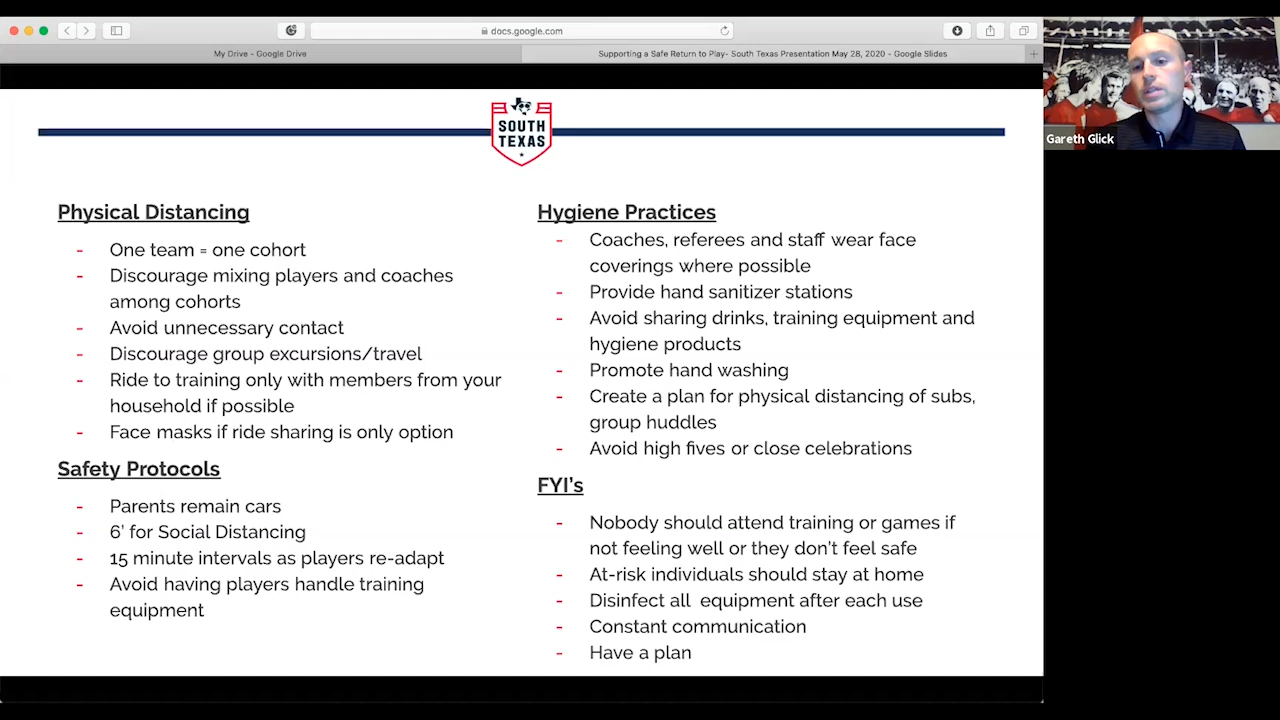 docs.google.com
My Drive - Google Drive
Supporting a Safe Return to Play- South Texas Presentation May 28, 2020 - Google Slides
Gareth Glick
SOUTH
TEXAS
Physical Distancing
- One team = one cohort
- Discourage mixing players and coaches
among cohorts
- Avoid unnecessary contact
- Discourage group excursions/travel
- Ride to training only with members from your
household if possible
- Face masks if ride sharing is only option
Safety Protocols
- Parents remain cars
- 6' for Social Distancing
- 15 minute intervals as players re-adapt
- Avoid having players handle training
equipment
Hygiene Practices
- Coaches, referees and staff wear face
coverings where possible
- Provide hand sanitizer stations
- Avoid sharing drinks, training equipment and
hygiene products
- Promote hand washing
- Create a plan for physical distancing of subs,
group huddles
- Avoid high fives or close celebrations
FYI's
- Nobody should attend training or games if
not feeling well or they don't feel safe
- At-risk individuals should stay at home
- Disinfect all equipment after each use
- Constant communication
- Have a plan